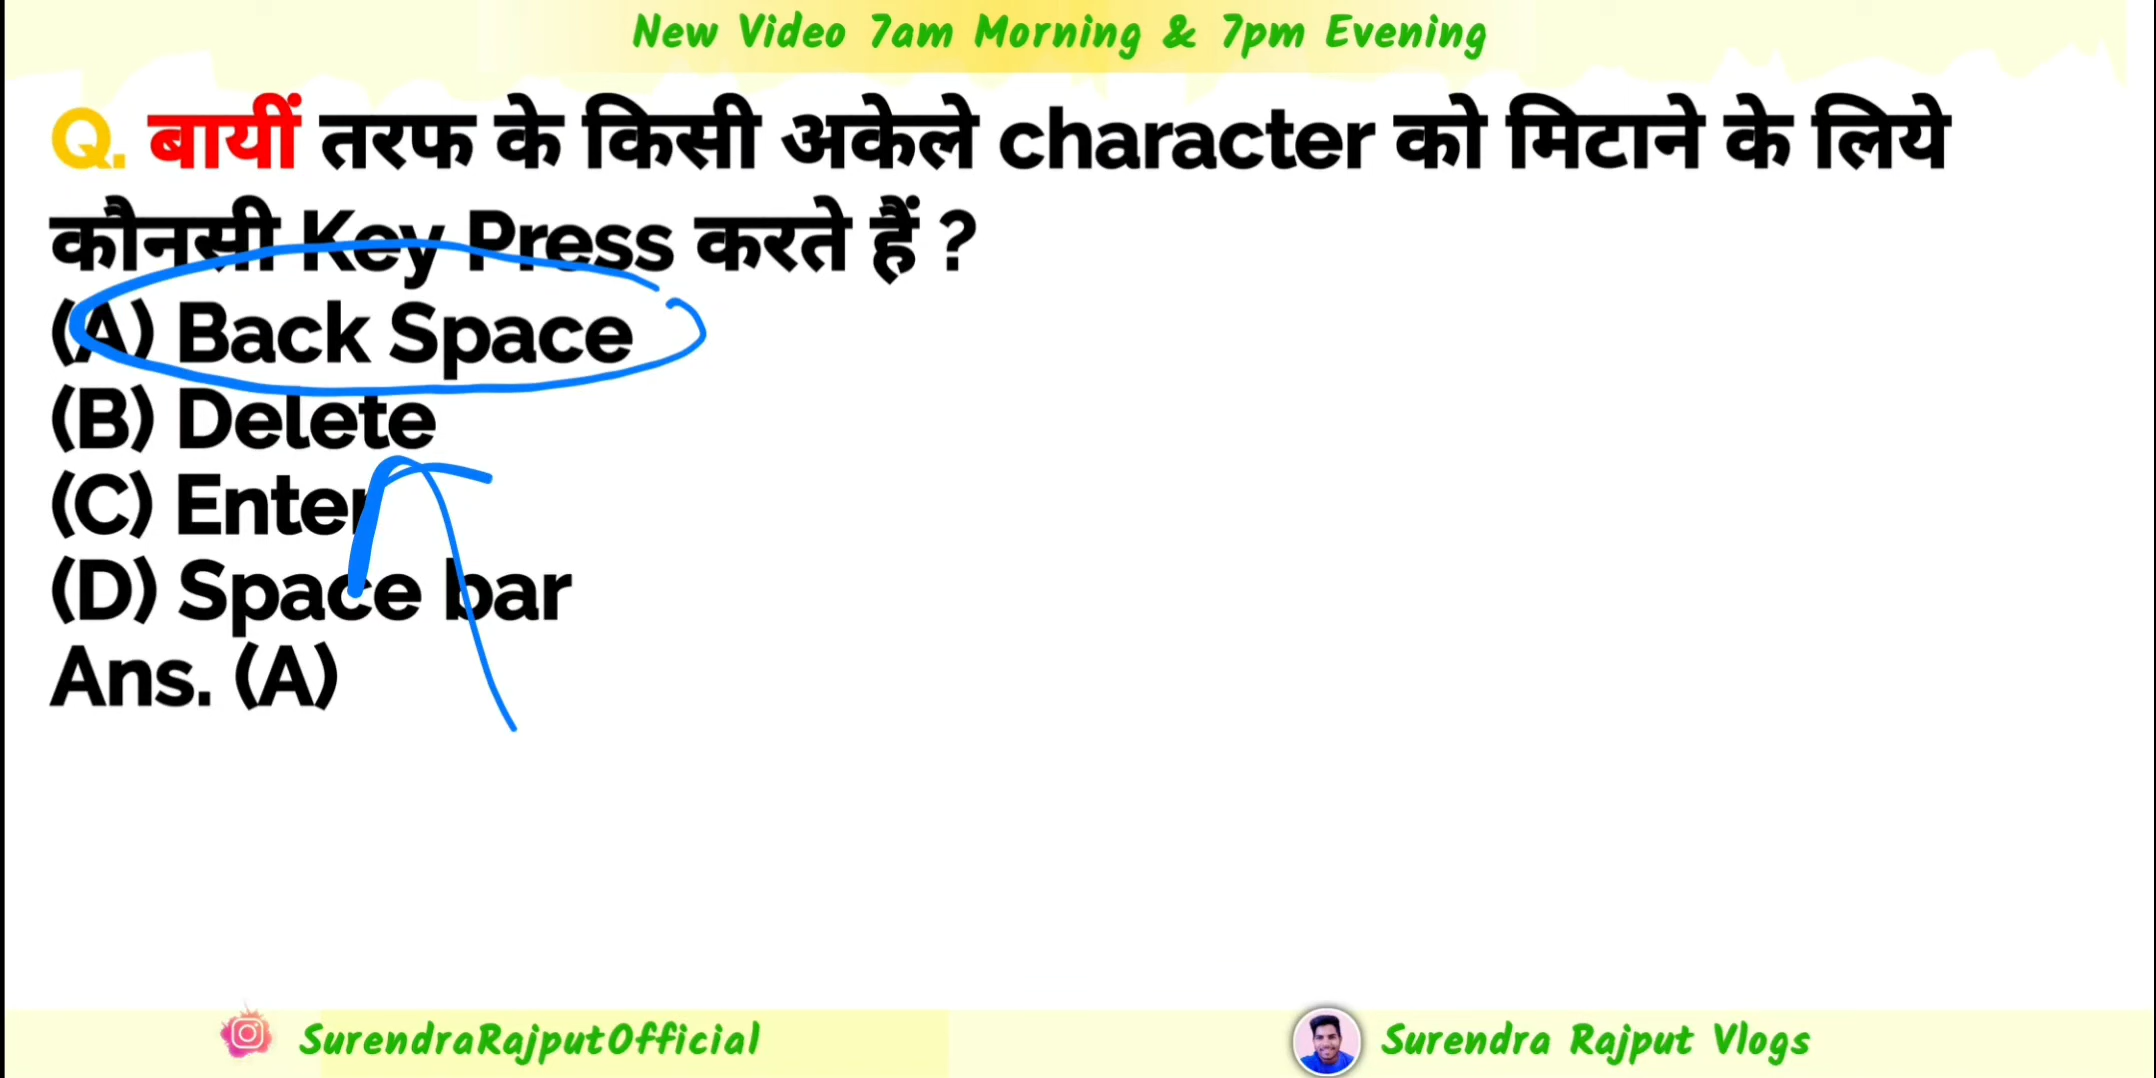 New Video 7am Morning & 7pm Evening
Q. बायीं तरफ के किसी अकेले character को मिटाने के लिये
कौनसी Key Press करते हैं ?
(A) Back Space
(B) Delete
(C) Enter
(D) Space bar
Ans. (A)
SurendraRajputOfficial
Surendra Rajput Vlogs